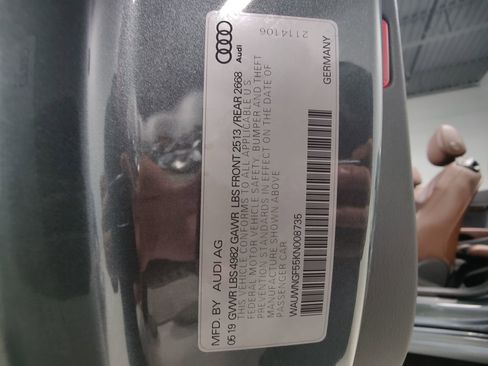 2114106
Audi
MFD. BY AUDI AG GERMANY
05 19 GVWR LBS 4982 GAWR LBS FRONT 2513 /REAR 2668
THIS VEHICLE CONFORMS TO ALL APPLICABLE U.S.
FEDERAL MOTOR VEHICLE SAFETY, BUMPER AND THEFT
PREVENTION STANDARDS IN EFFECT ON THE DATE OF
MANUFACTURE SHOWN ABOVE
PASSENGER CAR
WAUWNGF55KN008735